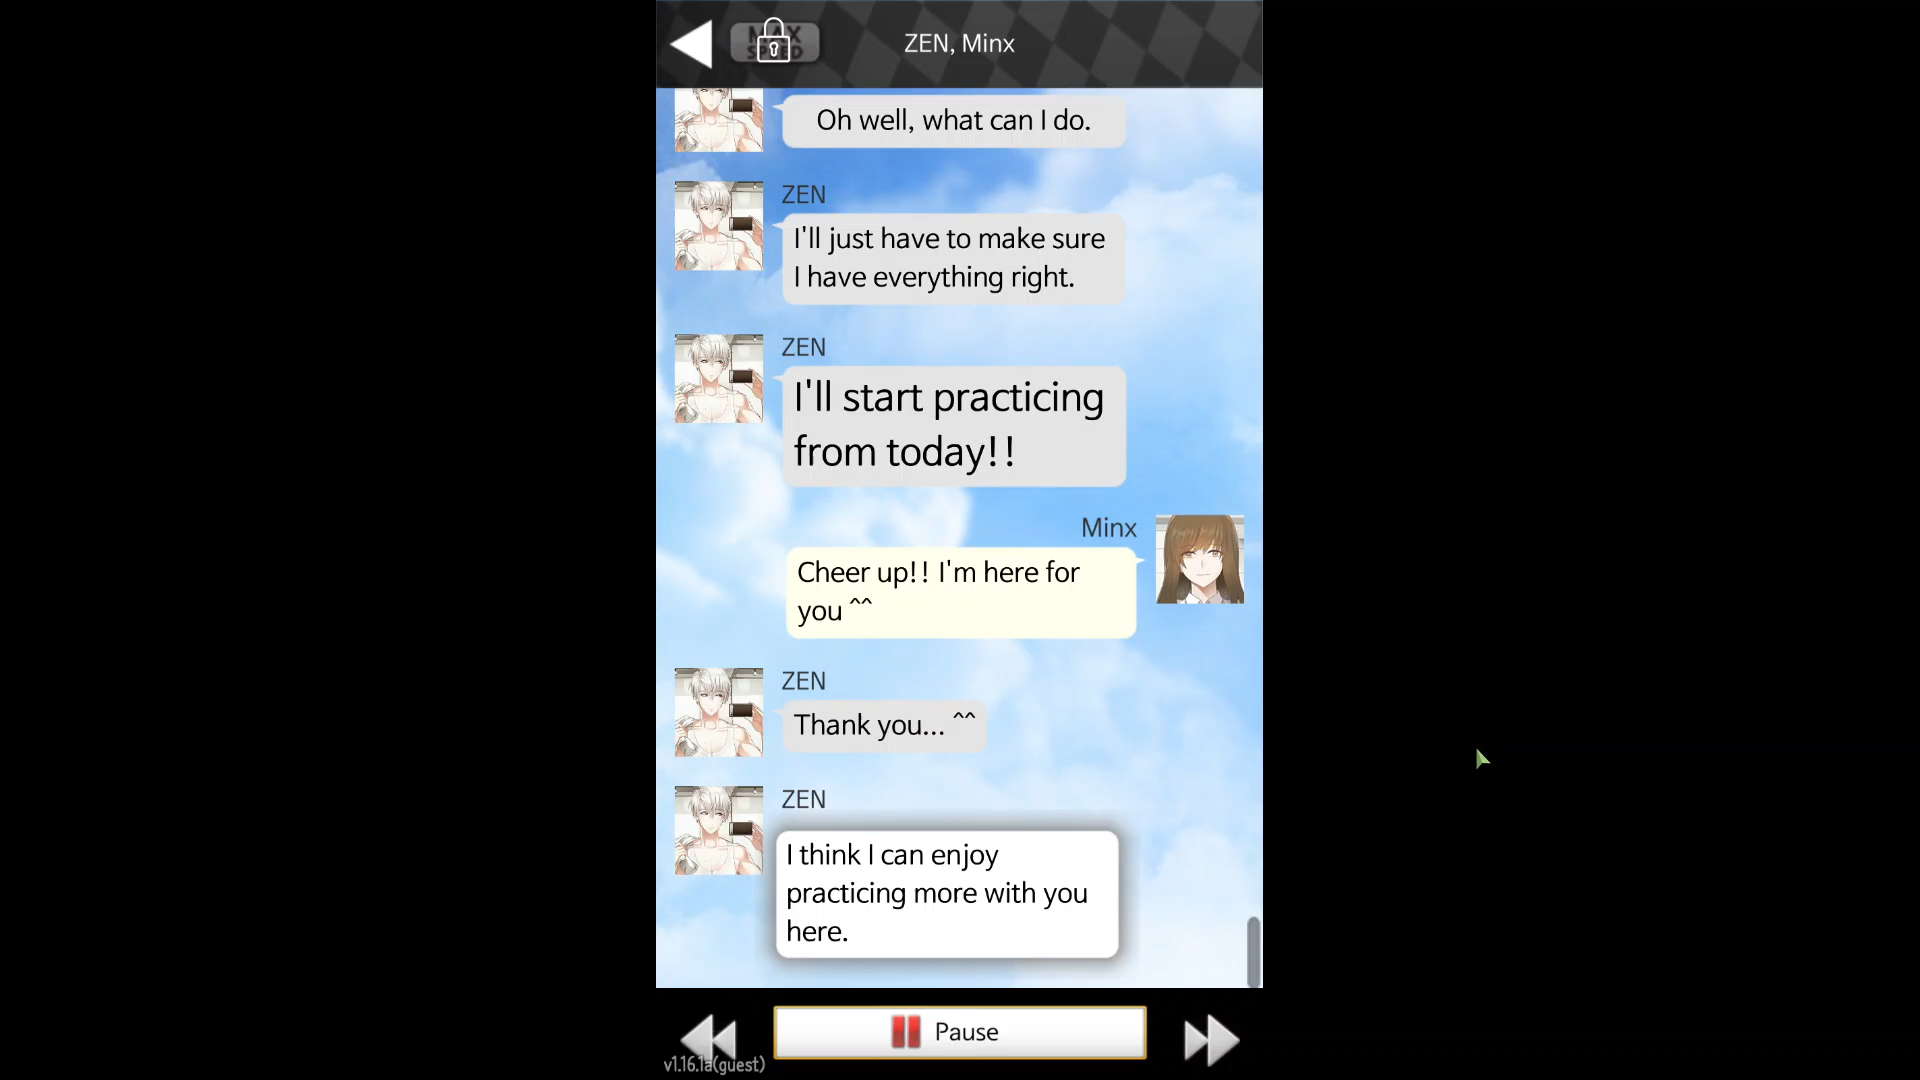 MAX
SPEED
ZEN, Minx
Oh well, what can I do.
ZEN
I'll just have to make sure
I have everything right.
ZEN
I'll start practicing
from today!!
Minx
Cheer up!! I'm here for
you ^^
ZEN
Thank you... ^^
ZEN
I think I can enjoy
practicing more with you
here.
Pause
v1.16.1a(guest)